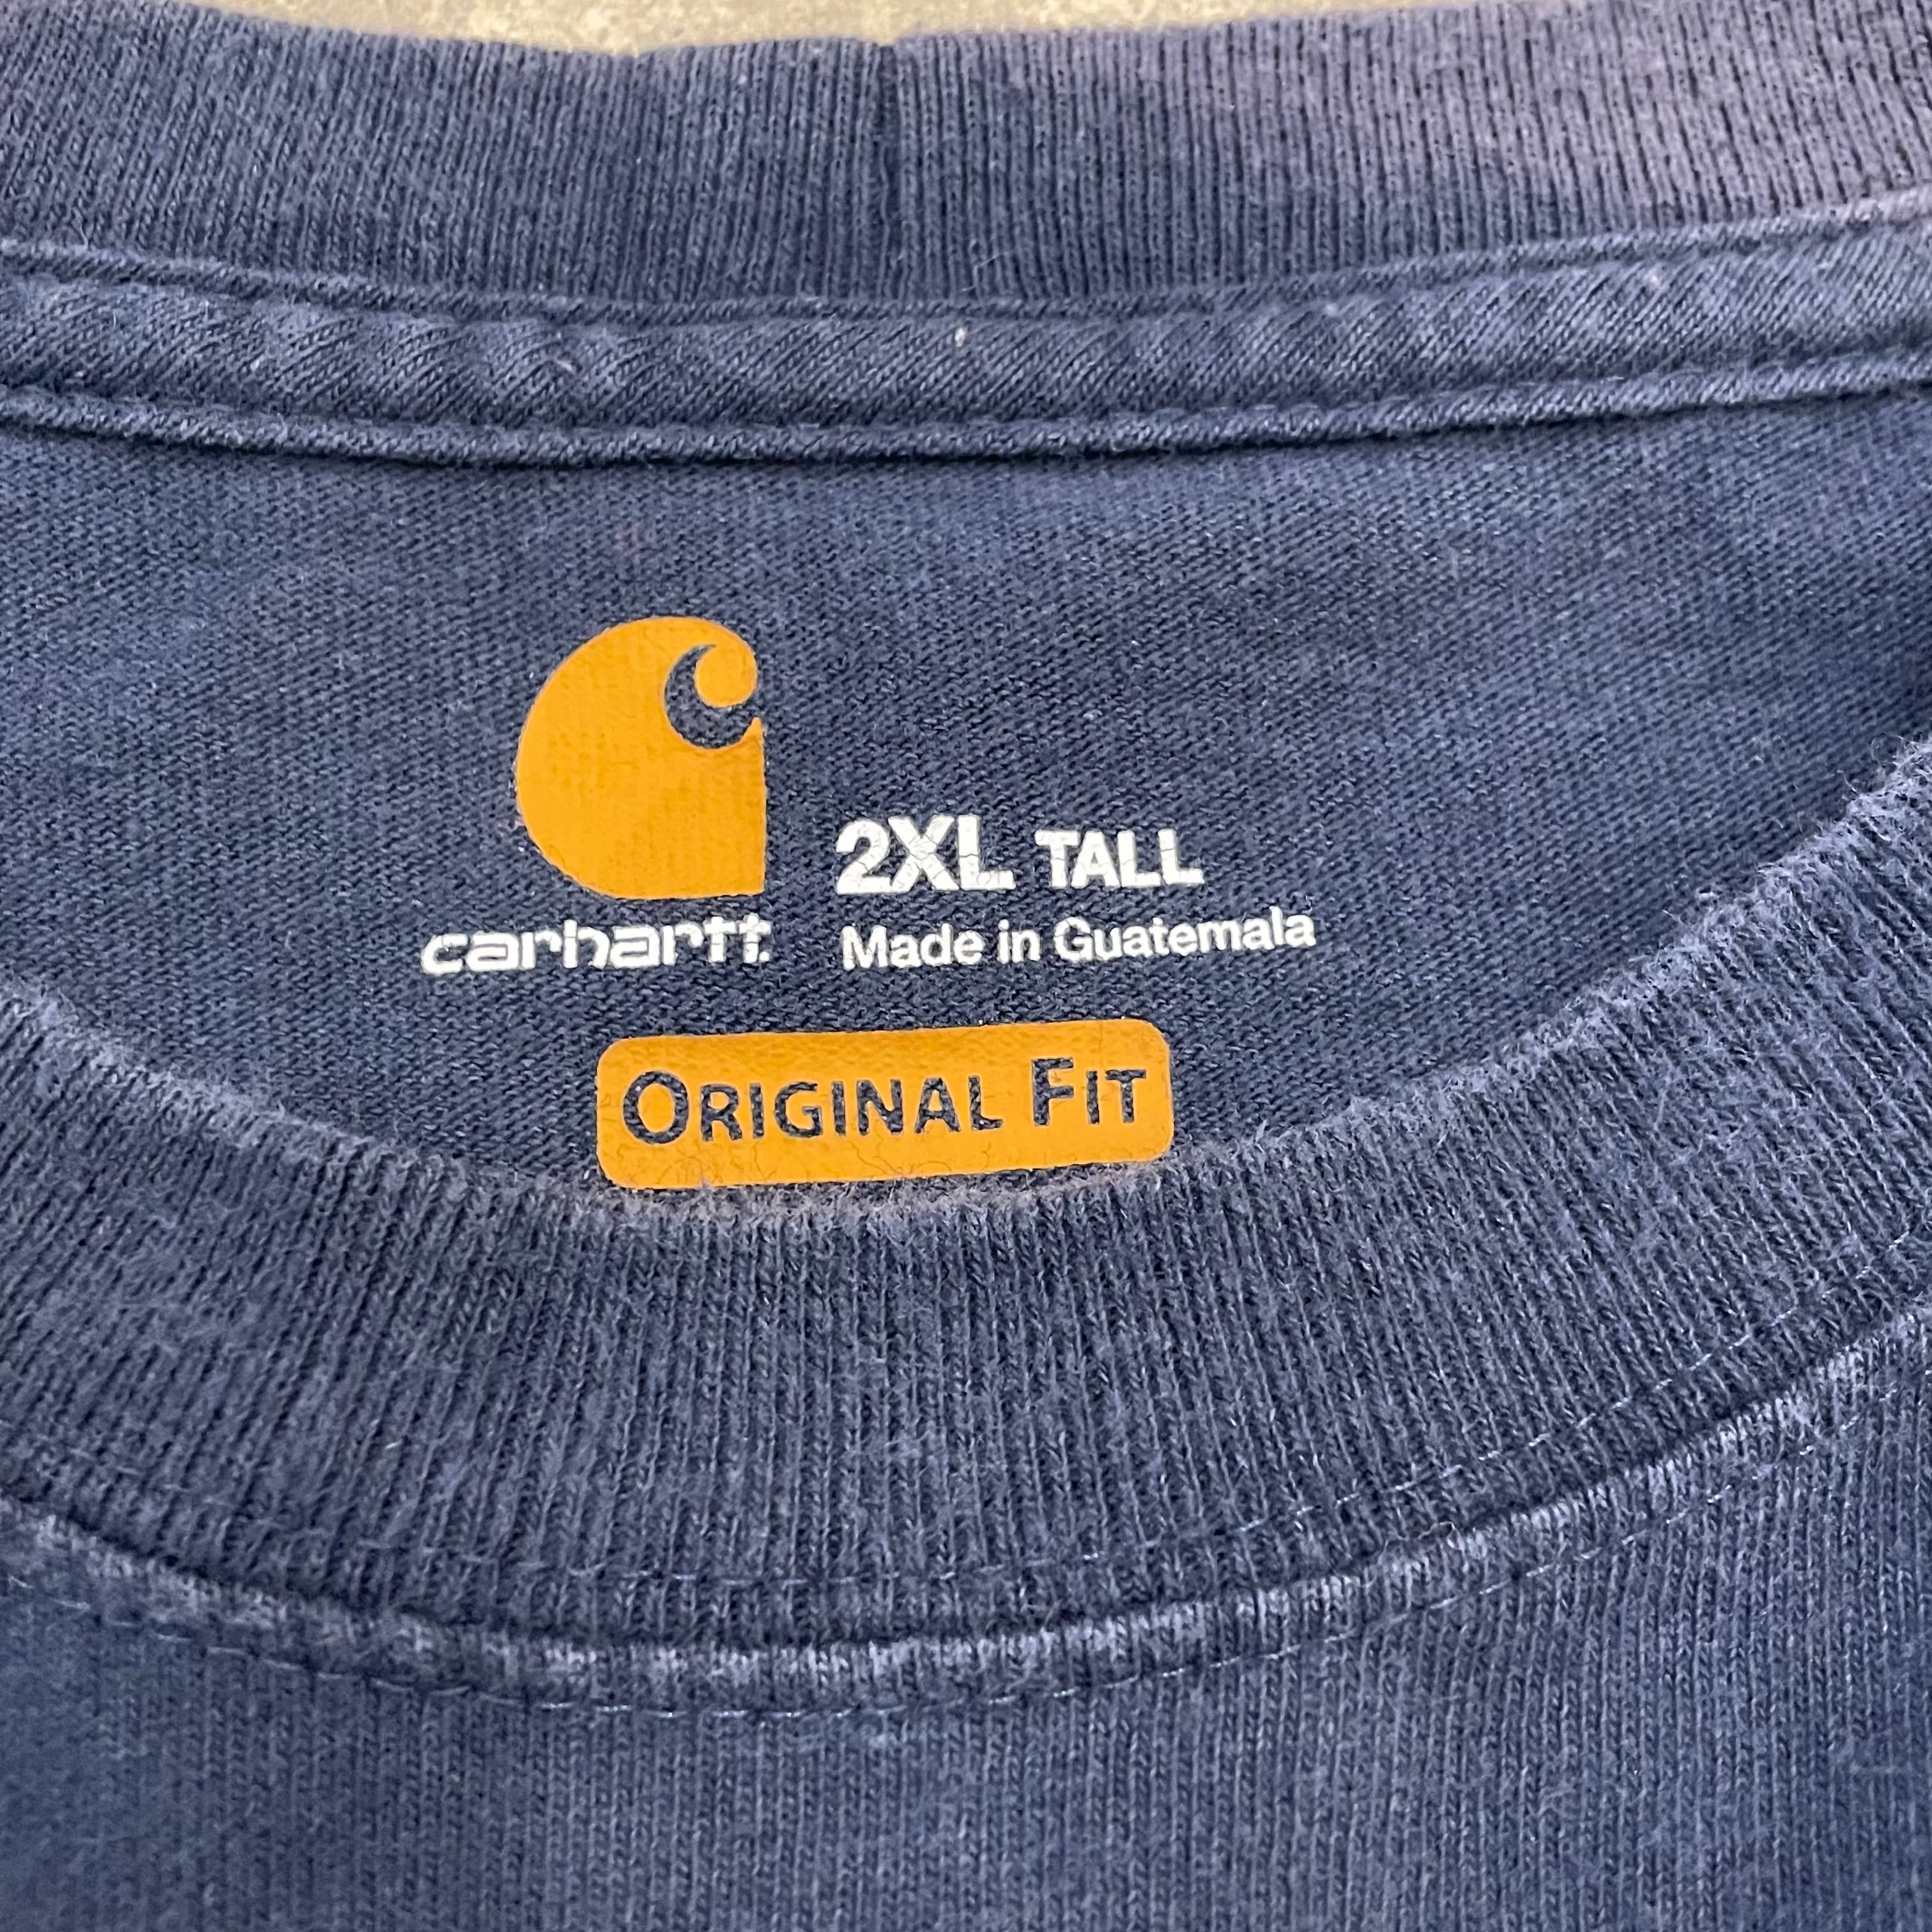 2XL TALL
carhartt.
Made in Guatemala
ORIGINAL FIT